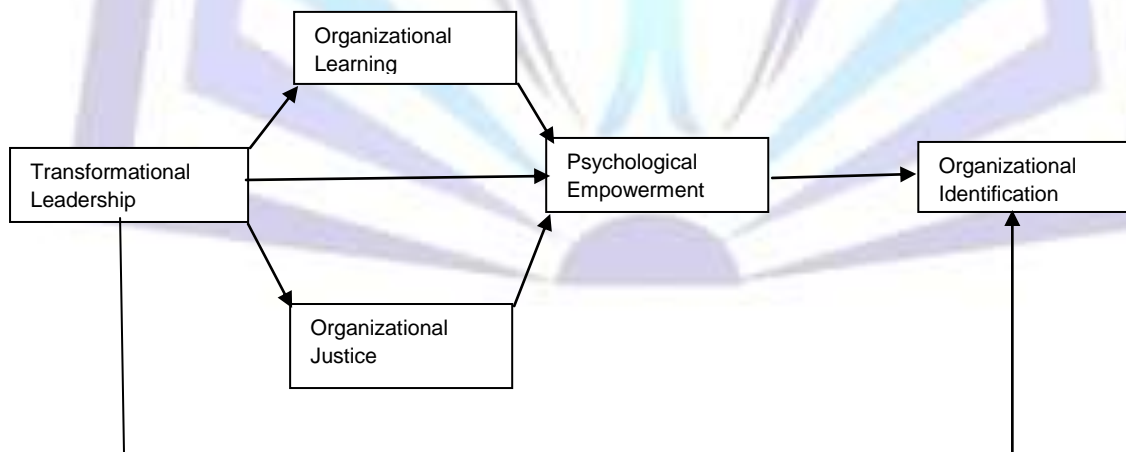 Organizational
Learning
Transformational
Leadership
Psychological
Empowerment
Organizational
Identification
Organizational
Justice